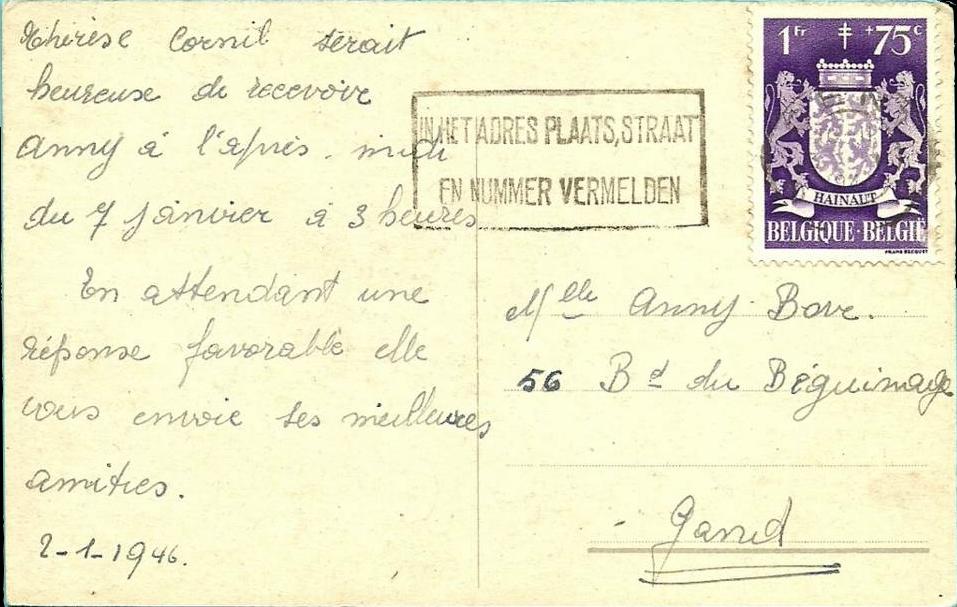 Thérèse Cornil serait
heureuse de recevoir
Anny à l'après-midi
du 7 Janvier à 3 heures
En attendant une
réponse favorable elle
vous envoie ses meilleures
amitiés.
2-1-1946.
1Fr +75c
HAINAUT
BELGIQUE·BELGIË
IN HET ADRES PLAATS, STRAAT
EN NUMMER VERMELDEN
Mlle Anny Bove.
56 Bd du Béguinage
Gand